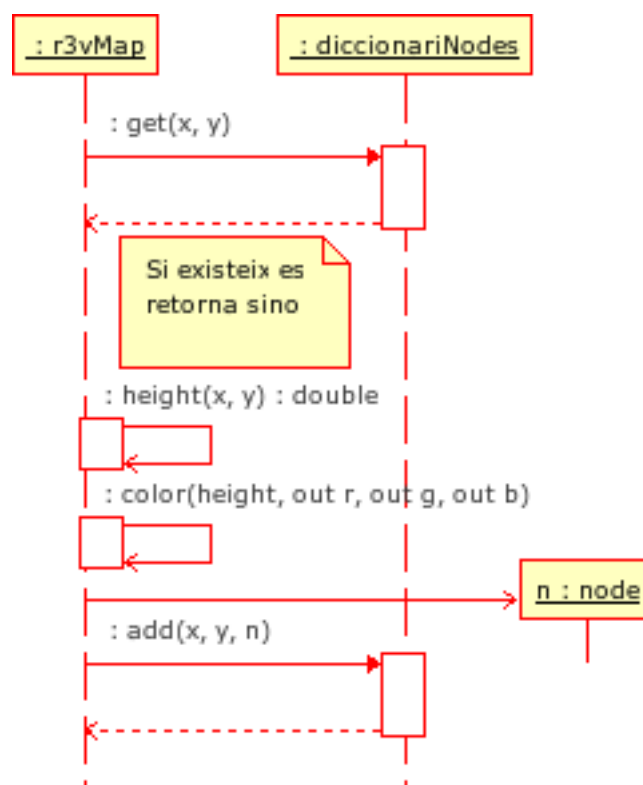 : r3vMap
: diccionariNodes
: get(x, y)
Si existeix es
retorna sino
: height(x, y) : double
: color(height, out r, out g, out b)
n : node
: add(x, y, n)